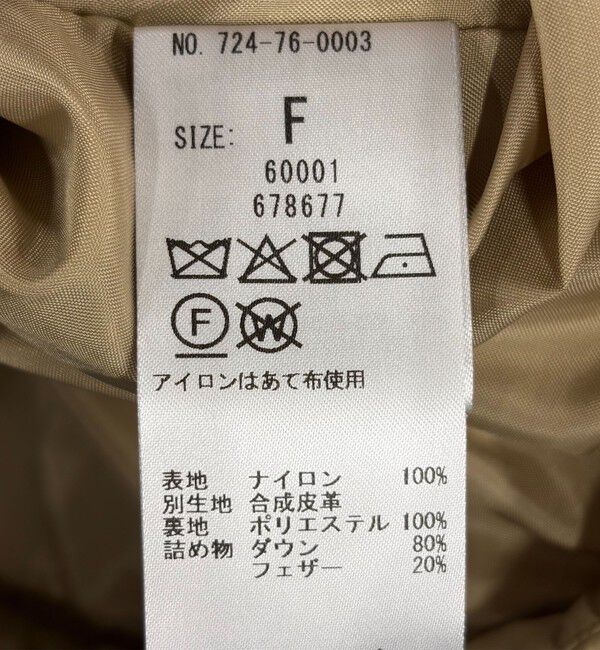 NO. 724-76-0003
SIZE: F
60001
678677
F W
アイロンはあて布使用
表地 ナイロン 100%
別生地 合成皮革
裏地 ポリエステル 100%
詰め物 ダウン 80%
フェザー 20%